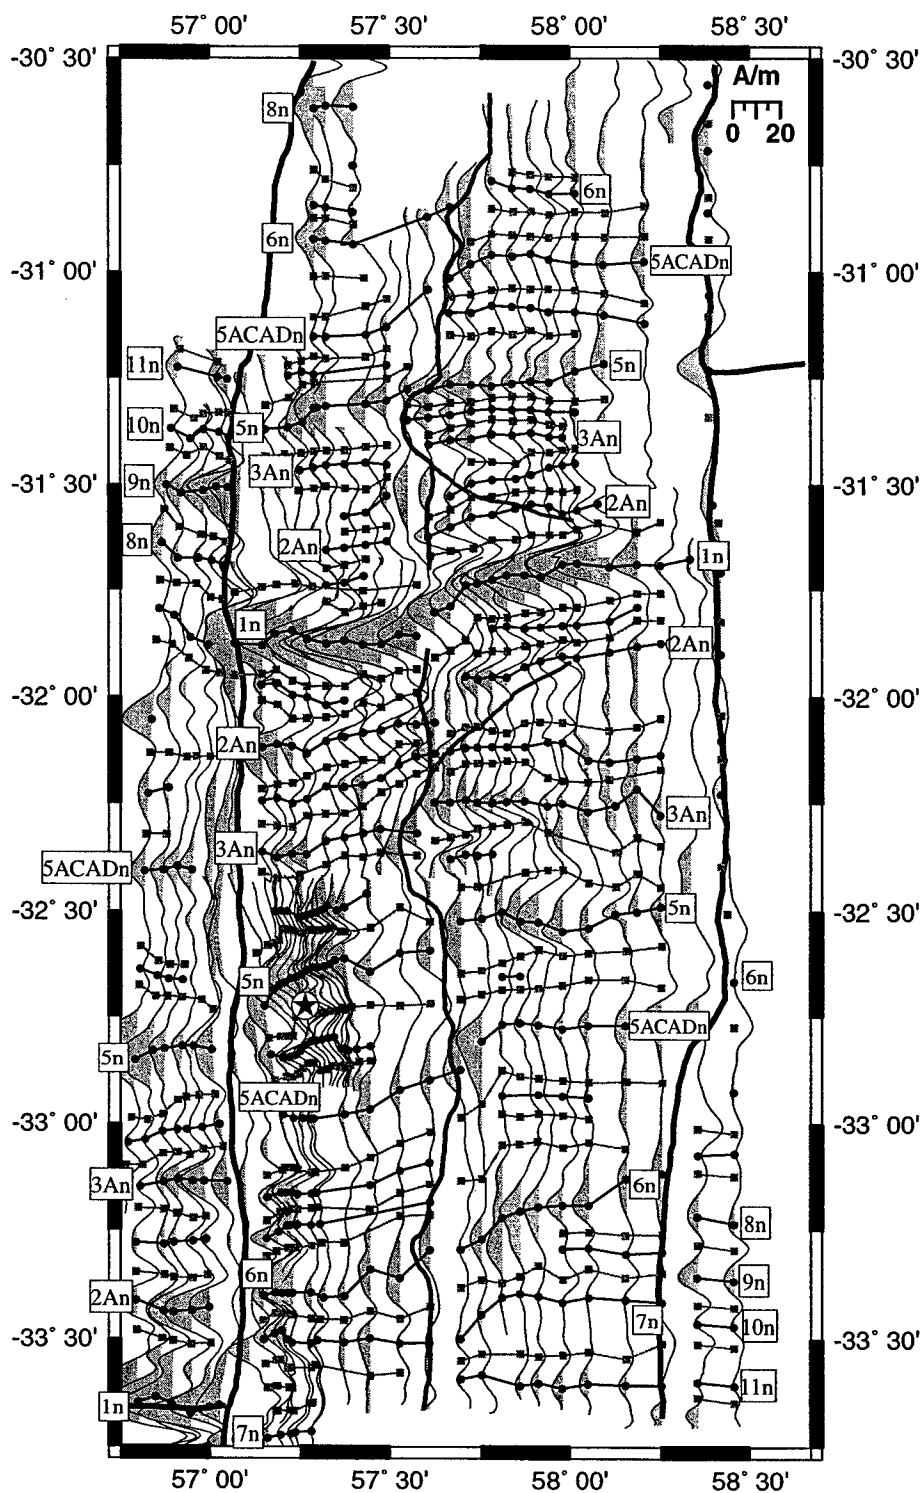 57° 00' 57° 30' 58° 00' 58° 30'
-30° 30' -30° 30'
A/m
0 20
8n
6n
6n
-31° 00' 5ACADn -31° 00'
5ACADn
11n 5n
10n 5n 3An
3An
-31° 30' 9n -31° 30'
2An
8n 2An 1n
1n
2An
-32° 00' -32° 00'
2An
3An
3An
5ACADn
-32° 30' 5n -32° 30'
5n 6n
5ACADn
5n
5ACADn
-33° 00' -33° 00'
3An 6n
8n
6n 9n
2An
7n 10n
-33° 30' -33° 30'
11n
1n
7n
57° 00' 57° 30' 58° 00' 58° 30'